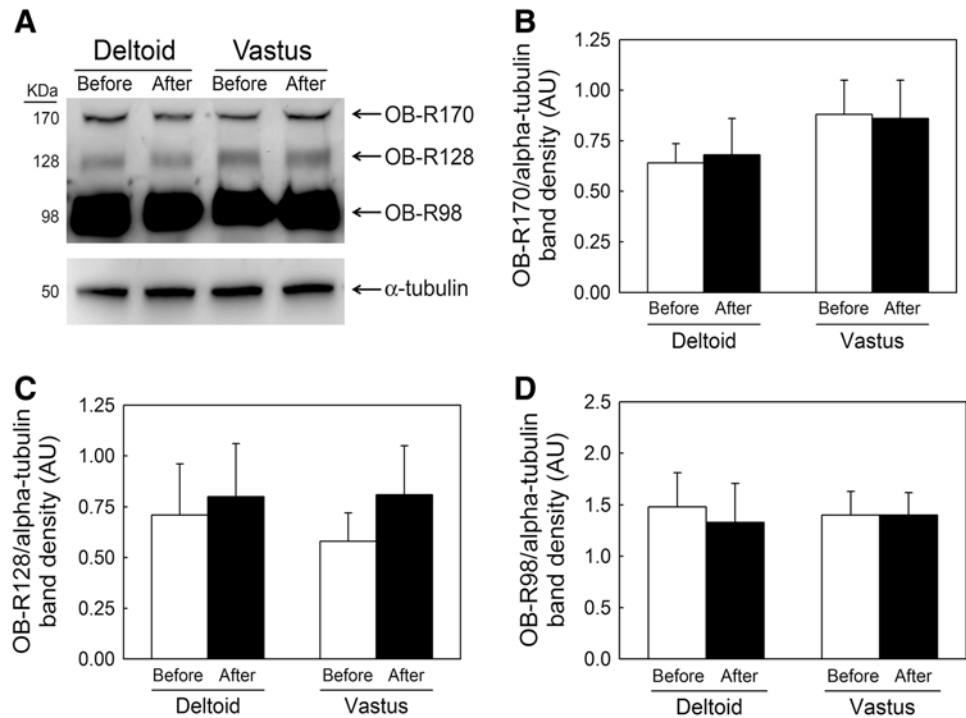 A
Deltoid Vastus
Before After Before After
KDa
170 OB-R170
128 OB-R128
98 OB-R98
50 α-tubulin
B
OB-R170/alpha-tubulin
band density (AU)
1.25
1.00
0.75
0.50
0.25
0.00
Before After Before After
Deltoid Vastus
C
OB-R128/alpha-tubulin
band density (AU)
1.25
1.00
0.75
0.50
0.25
0.00
Before After Before After
Deltoid Vastus
D
OB-R98/alpha-tubulin
band density (AU)
2.5
2.0
1.5
1.0
0.5
0.0
Before After Before After
Deltoid Vastus